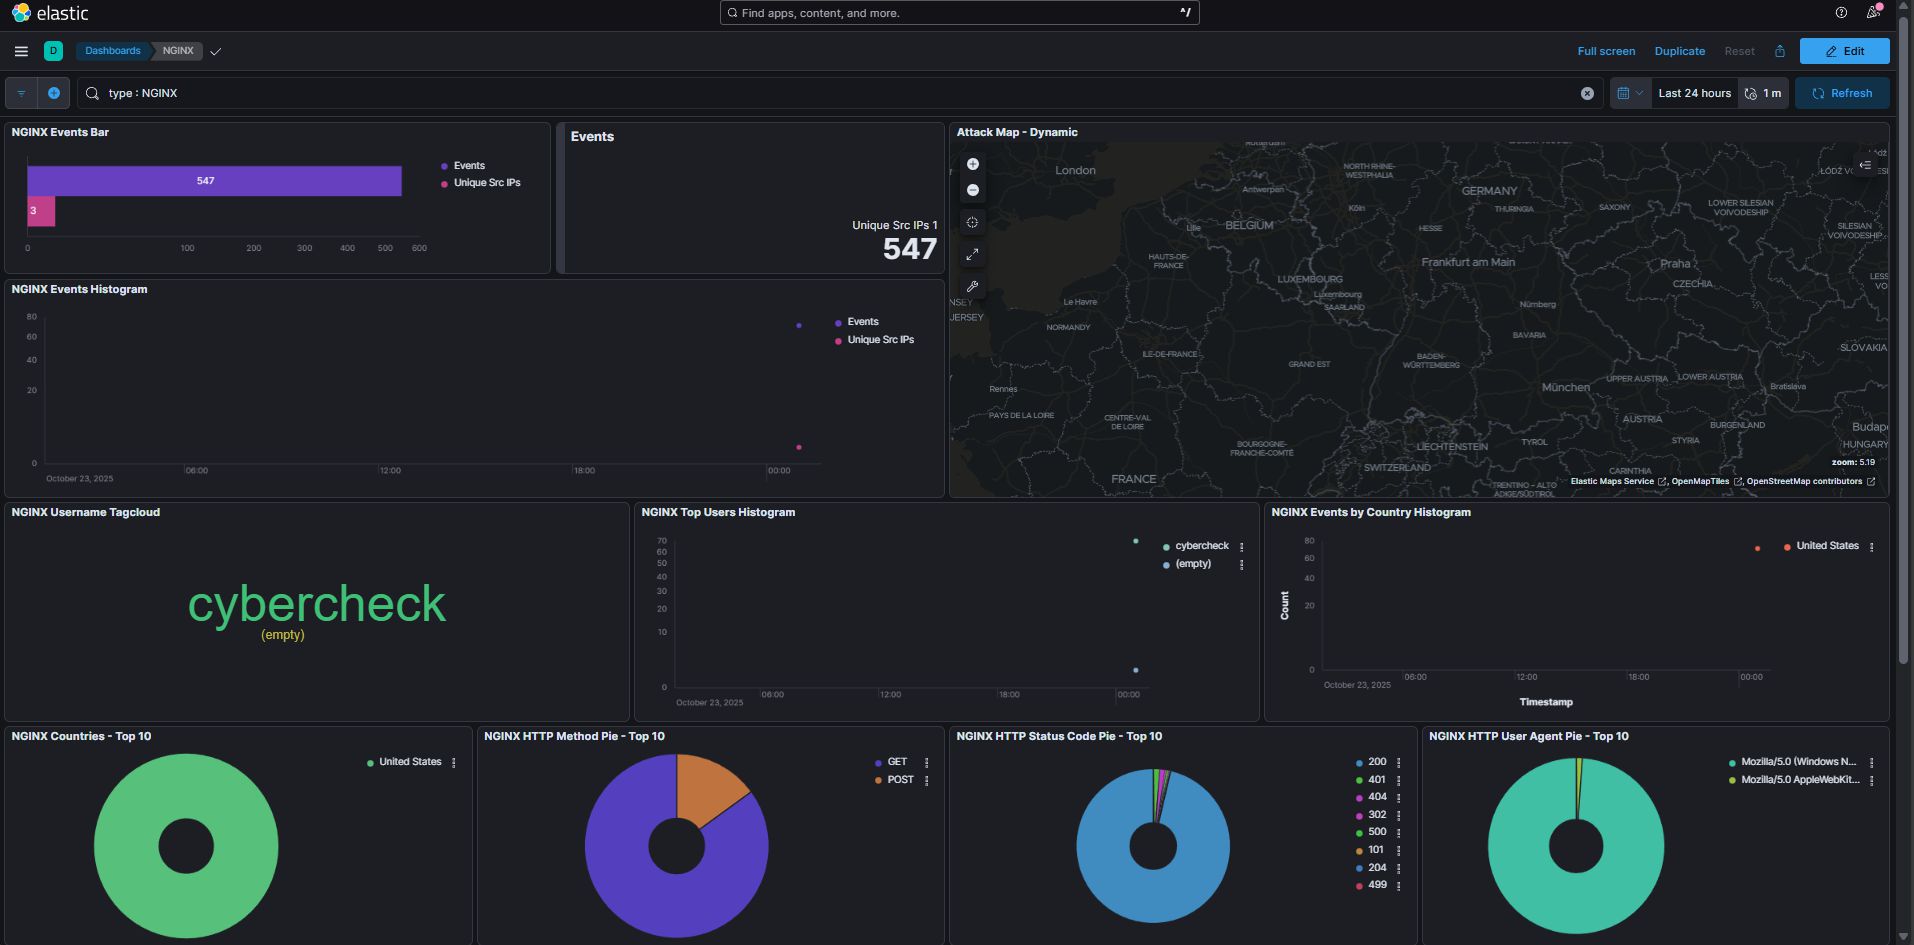 elastic
Find apps, content, and more.
^/
D
Dashboards
NGINX
Full screen
Duplicate
Reset
Edit
type : NGINX
Last 24 hours
1 m
Refresh
NGINX Events Bar
547
3
0 100 200 300 400 500 600
Events
Unique Src IPs
Events
Unique Src IPs 1
547
Attack Map - Dynamic
Rotterdam
London
NORTH RHINE-
WESTPHALIA
ŁÓDŹ
Antwerpen
GERMANY
Köln
THURINGIA
SAXONY
LOWER SILESIAN
VOIVODESHIP
Lille
BELGIUM
HESSE
SILESIAN
VOIVODESHIP
HAUTS-DE-
FRANCE
Frankfurt am Main
Praha
LUXEMBOURG
Luxembourg
SAARLAND
CZECHIA
LESS
VO
Le Havre
NSEY
JERSEY
NORMANDY
Nürnberg
BAVARIA
ILE-DE-FRANCE
GRAND EST
BADEN-
WÜRTTEMBERG
SLOVAKIA
Rennes
München
UPPER AUSTRIA
LOWER AUSTRIA
Bratislava
PAYS DE LA LOIRE
CENTRE-VAL
DE LOIRE
AUSTRIA
BURGENLAND
Budap
BOURGOGNE-
FRANCHE-COMTÉ
LIECHTENSTEIN
TYROL
STYRIA
HUNGARY
SWITZERLAND
CARINTHIA
zoom: 5.19
FRANCE
TRENTINO - ALTO
ADIGE/SÜDTIROL
Elastic Maps Service , OpenMapTiles , OpenStreetMap contributors
NGINX Events Histogram
80
60
40
20
0
06:00 12:00 18:00 00:00
October 23, 2025
Events
Unique Src IPs
NGINX Username Tagcloud
cybercheck
(empty)
NGINX Top Users Histogram
70
60
50
40
30
20
10
0
06:00 12:00 18:00 00:00
October 23, 2025
cybercheck
(empty)
NGINX Events by Country Histogram
80
60
40
20
0
Count
06:00 12:00 18:00 00:00
October 23, 2025
Timestamp
United States
NGINX Countries - Top 10
United States
NGINX HTTP Method Pie - Top 10
GET
POST
NGINX HTTP Status Code Pie - Top 10
200
401
404
302
500
101
204
499
NGINX HTTP User Agent Pie - Top 10
Mozilla/5.0 (Windows N...
Mozilla/5.0 AppleWebKit...